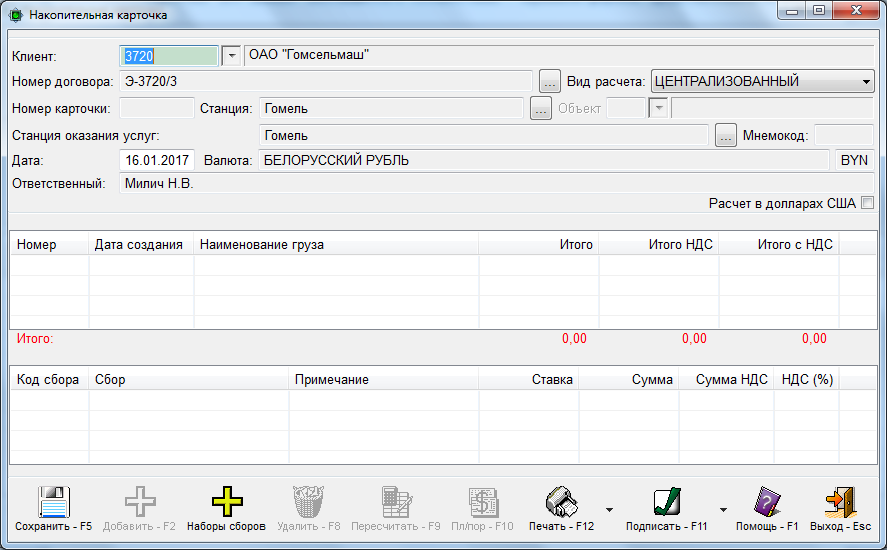 Накопительная карточка
Клиент: 3720 ОАО "Гомсельмаш"
Номер договора: Э-3720/3 ... Вид расчета: ЦЕНТРАЛИЗОВАННЫЙ
Номер карточки: Станция: Гомель ... Объект
Станция оказания услуг: Гомель ... Мнемокод:
Дата: 16.01.2017 Валюта: БЕЛОРУССКИЙ РУБЛЬ BYN
Ответственный: Милич Н.В.
Расчет в долларах США
Номер Дата создания Наименование груза Итого Итого НДС Итого с НДС
Итого: 0,00 0,00 0,00
Код сбора Сбор Примечание Ставка Сумма Сумма НДС НДС (%)
Сохранить - F5 Добавить - F2 Наборы сборов Удалить - F8 Пересчитать - F9 Пл/пор - F10 Печать - F12 Подписать - F11 Помощь - F1 Выход - Esc